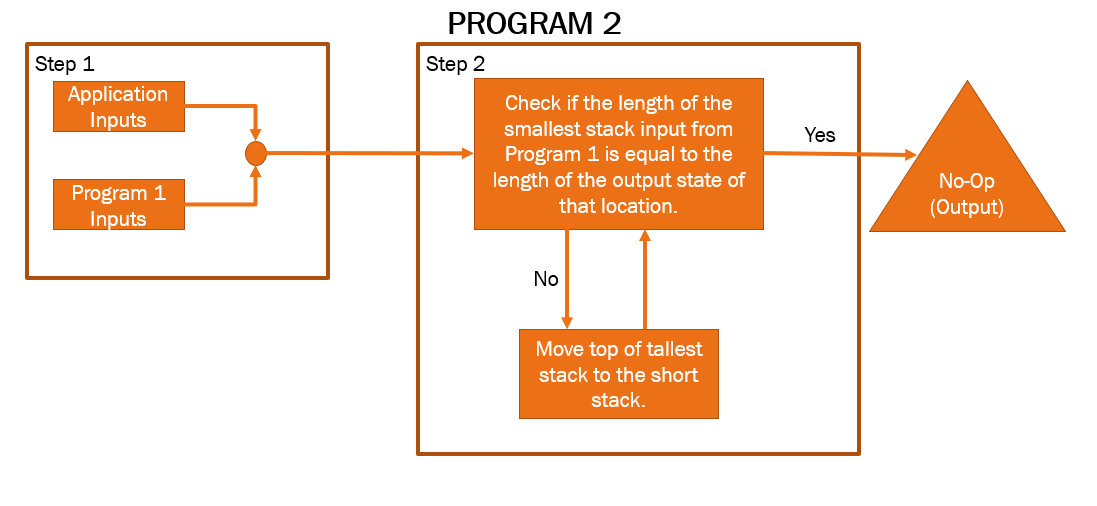 PROGRAM 2
Step 1
Application
Inputs
Program 1
Inputs
Step 2
Check if the length of the
smallest stack input from
Program 1 is equal to the
length of the output state of
that location.
Yes
No-Op
(Output)
No
Move top of tallest
stack to the short
stack.